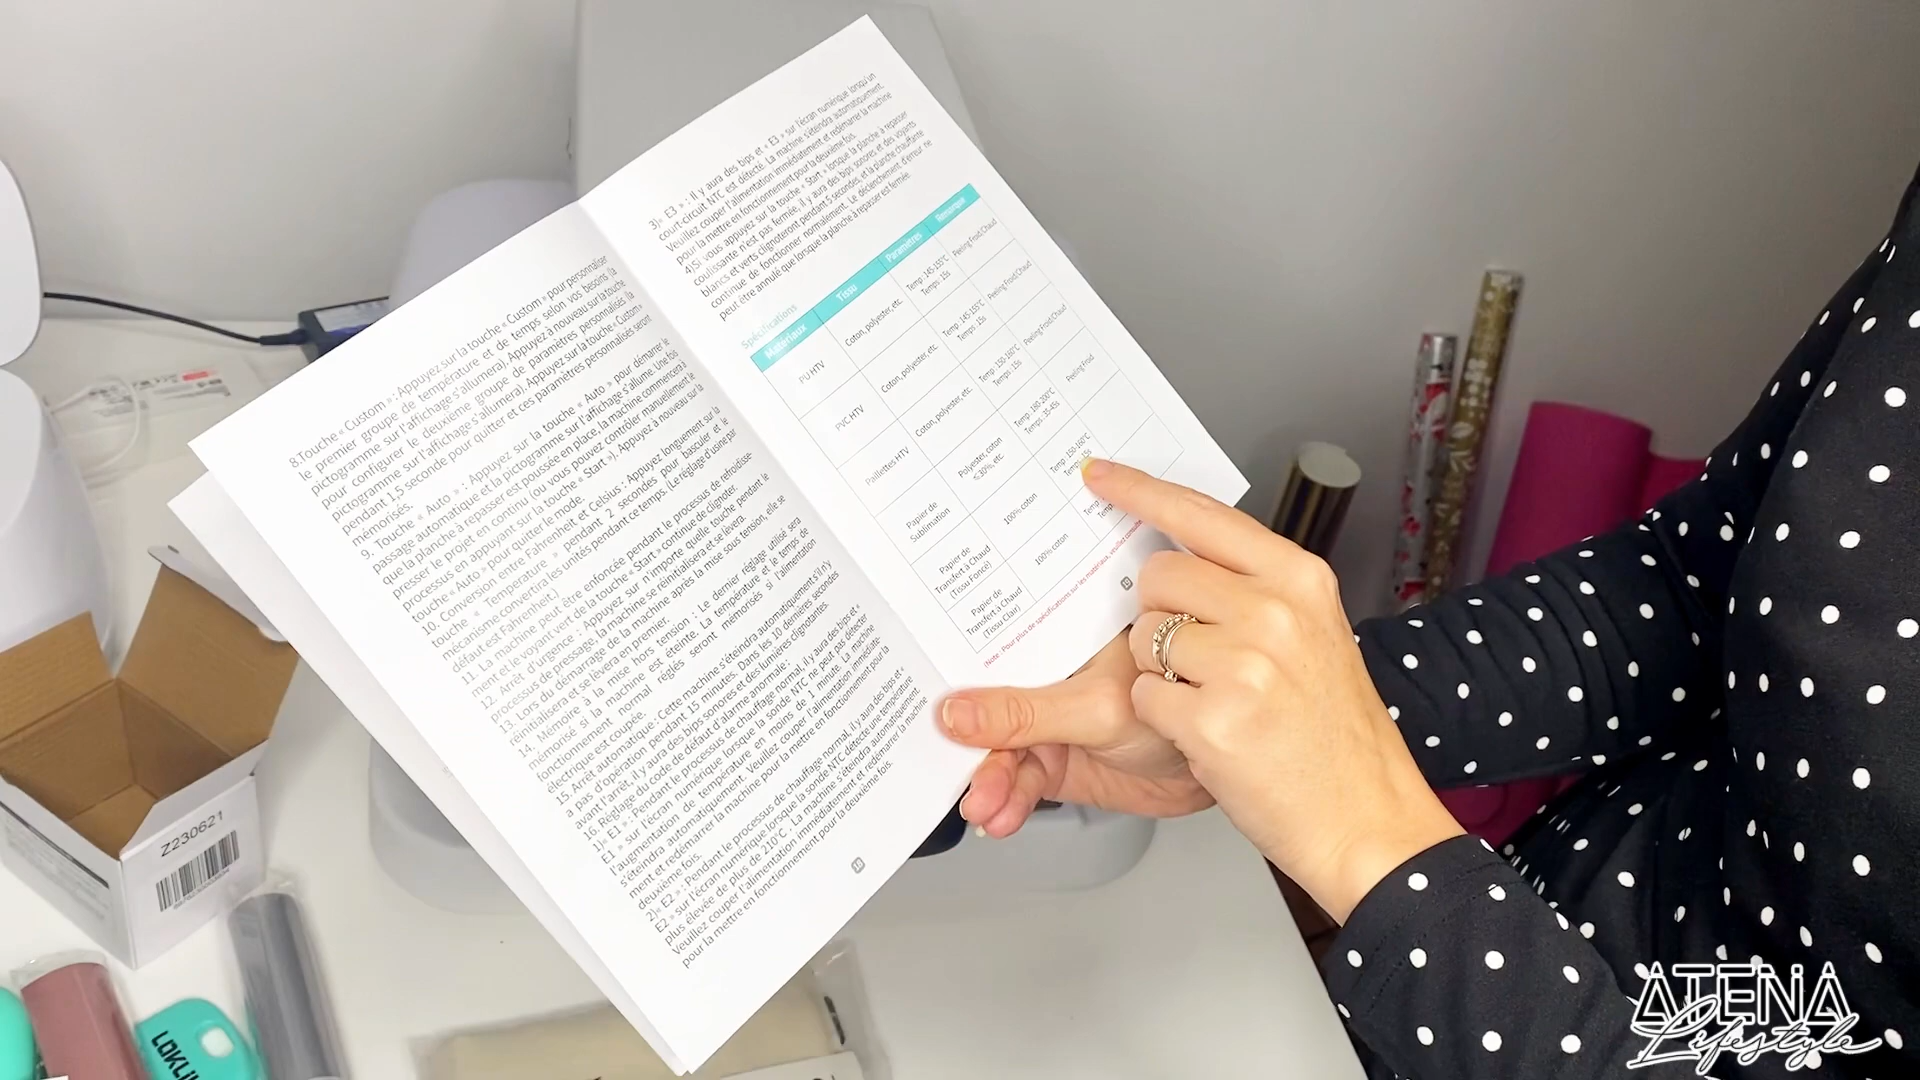 8.Touche « Custom » : Appuyez sur la touche « Custom » pour personnaliser
le premier groupe de température et de temps selon vos besoins (la
pictogramme sur l'affichage s'allumera). Appuyez à nouveau sur la touche
pour configurer le deuxième groupe de paramètres personnalisés (la
pictogramme sur l'affichage s'allumera). Appuyez sur la touche « Custom »
pendant 1,5 seconde pour quitter et ces paramètres personnalisés seront
mémorisés.
9. Touche « Auto » : Appuyez sur la touche « Auto » pour démarrer le
passage automatique et la pictogramme sur l'affichage s'allume. Une fois
que la planche à repasser est poussée en place, la machine commencera à
presser le projet en continu (ou vous pouvez contrôler manuellement le
processus en appuyant sur la touche « Start »). Appuyez à nouveau sur la
touche « Auto » pour quitter le mode.
10. Conversion entre Fahrenheit et Celsius : Appuyez longuement sur la
touche « Température » pendant 2 secondes pour basculer et le
mécanisme convertira les unités pendant ce temps. (Le réglage d'usine par
défaut est Fahrenheit.)
11. La machine peut être enfoncée pendant le processus de refroidisse-
ment et le voyant vert de la touche « Start » continue de clignoter.
12. Arrêt d'urgence : Appuyez sur n'importe quelle touche pendant le
processus de pressage, la machine se réinitialisera et se lèvera.
13. Lors du démarrage de la machine après la mise sous tension, elle se
réinitialisera et se lèvera en premier.
14. Mémoire à la mise hors tension : Le dernier réglage utilisé sera
mémorisé si la machine est éteinte. La température et le temps de
fonctionnement normal réglés seront mémorisés si l'alimentation
électrique est coupée.
15. Arrêt automatique : Cette machine s'éteindra automatiquement s'il n'y
a pas d'opération pendant 15 minutes. Dans les 10 dernières secondes
avant l'arrêt, il y aura des bips sonores et des lumières clignotantes.
16. Réglage du code de défaut d'alarme anormale :
1)« E1 » : Pendant le processus de chauffage normal, il y aura des bips et «
E1 » sur l'écran numérique lorsque la sonde NTC ne peut pas détecter
l'augmentation de température en moins de 1 minute. La machine
s'éteindra automatiquement. Veuillez couper l'alimentation immédiate-
ment et redémarrer la machine pour la mettre en fonctionnement pour la
deuxième fois.
2)« E2 » : Pendant le processus de chauffage normal, il y aura des bips et «
E2 » sur l'écran numérique lorsque la sonde NTC détecte une température
plus élevée de plus de 210°C : La machine s'éteindra automatiquement.
Veuillez couper l'alimentation immédiatement et redémarrer la machine
pour la mettre en fonctionnement pour la deuxième fois.
3)« E3 » : Il y aura des bips et « E3 » sur l'écran numérique lorsqu'un
court-circuit NTC est détecté. La machine s'éteindra automatiquement.
Veuillez couper l'alimentation immédiatement et redémarrer la machine
pour la mettre en fonctionnement pour la deuxième fois.
4)Si vous appuyez sur la touche « Start » lorsque la planche à repasser
coulissante n'est pas fermée, il y aura des bips sonores et des voyants
blancs et verts clignoteront pendant 5 secondes, et la planche chauffante
continue de fonctionner normalement. Le déclenchement d'erreur ne
peut être annulé que lorsque la planche à repasser est fermée.
Spécifications
Matériaux Tissu Paramètres Remarque
PU HTV Coton, polyester, etc. Temp : 145-155°C Temps : 15s Peeling Froid/Chaud
PVC HTV Coton, polyester, etc. Temp : 145-155°C Temps : 15s Peeling Froid/Chaud
Paillettes HTV Coton, polyester, etc. Temp : 150-160°C Temps : 15s Peeling Froid/Chaud
Papier de Sublimation Polyester, coton ≤30%, etc. Temp : 180-200°C Temps : 35-45s Peeling Froid
Papier de Transfert à Chaud (Tissu Foncé) 100% coton Temp : 150-160°C Temps : 15s
Papier de Transfert à Chaud (Tissu Clair) 100% coton Temp
(Note : Pour plus de spécifications sur les matériaux, veuillez
Z230621
ATENA
Lifestyle